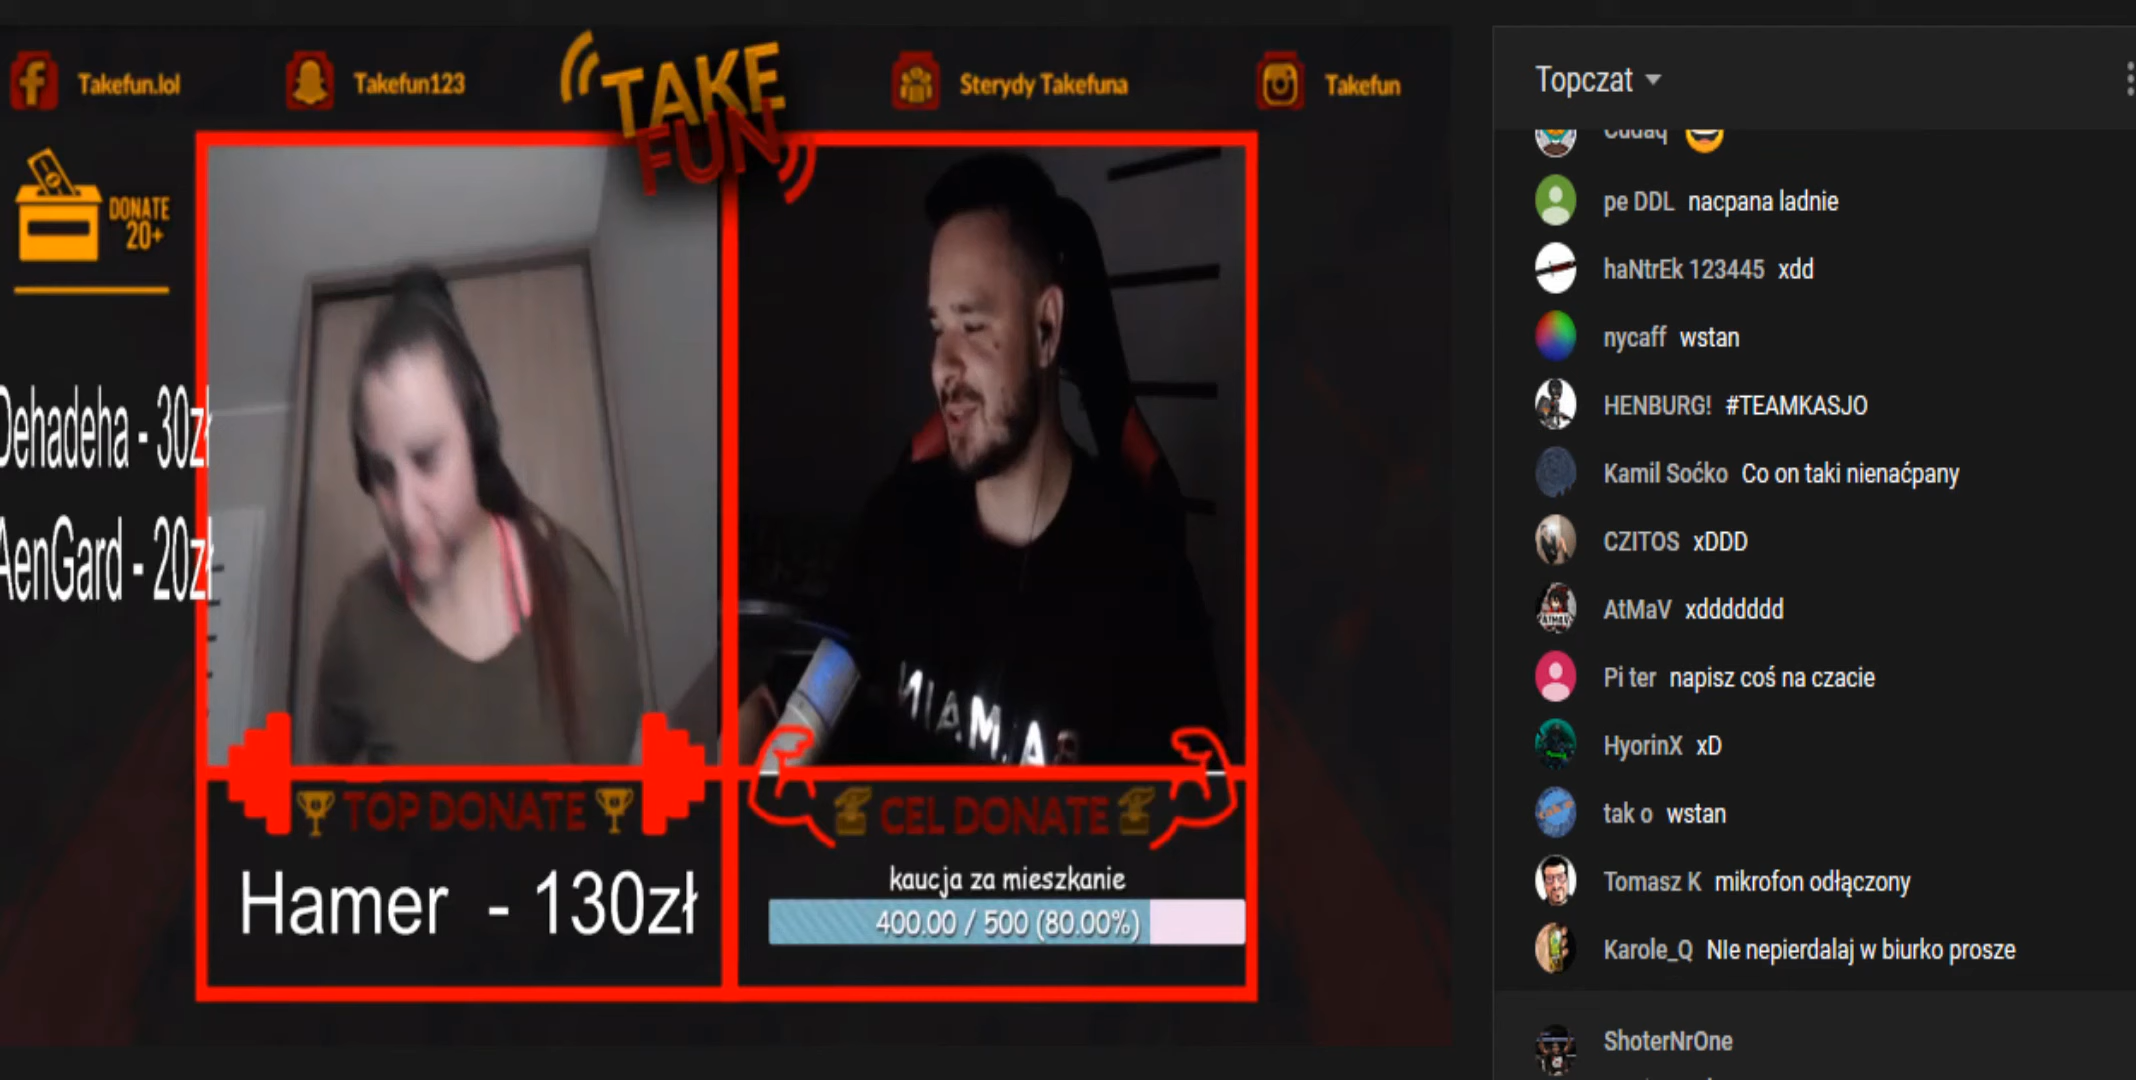 Takefun.lol
Takefun123
TAKE
FUN
Sterydy Takefuna
Takefun
DONATE
20+
Dehadeha - 30zł
AenGard - 20zł
MIAMI
TOP DONATE
Hamer - 130zł
CEL DONATE
kaucja za mieszkanie
400.00 / 500 (80.00%)
Topczat
Cudaq
pe DDL nacpana ladnie
haNtrEk 123445 xdd
nycaff wstan
HENBURG! #TEAMKASJO
Kamil Soćko Co on taki nienaćpany
CZITOS xDDD
AtMaV xddddddd
Pi ter napisz coś na czacie
HyorinX xD
tak o wstan
Tomasz K mikrofon odłączony
Karole_Q NIe nepierdalaj w biurko prosze
ShoterNrOne